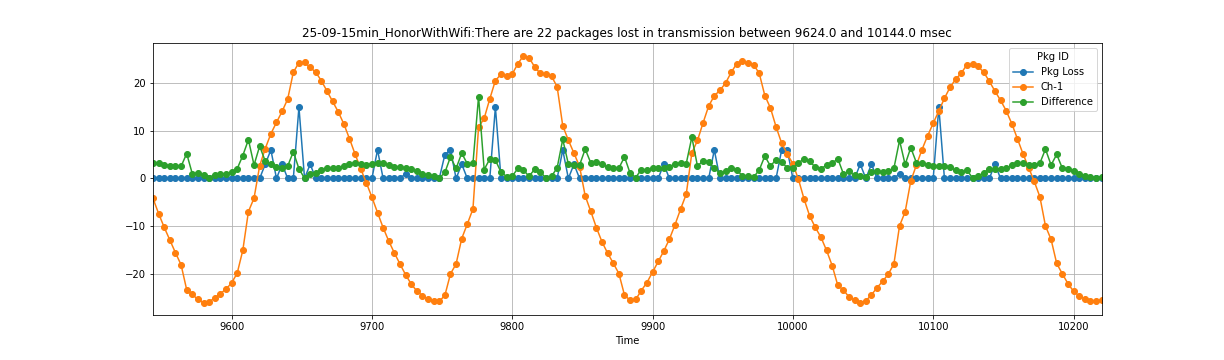 25-09-15min_HonorWithWifi:There are 22 packages lost in transmission between 9624.0 and 10144.0 msec
Pkg ID
Pkg Loss
Ch-1
Difference
20
10
0
−10
−20
9600 9700 9800 9900 10000 10100 10200
Time